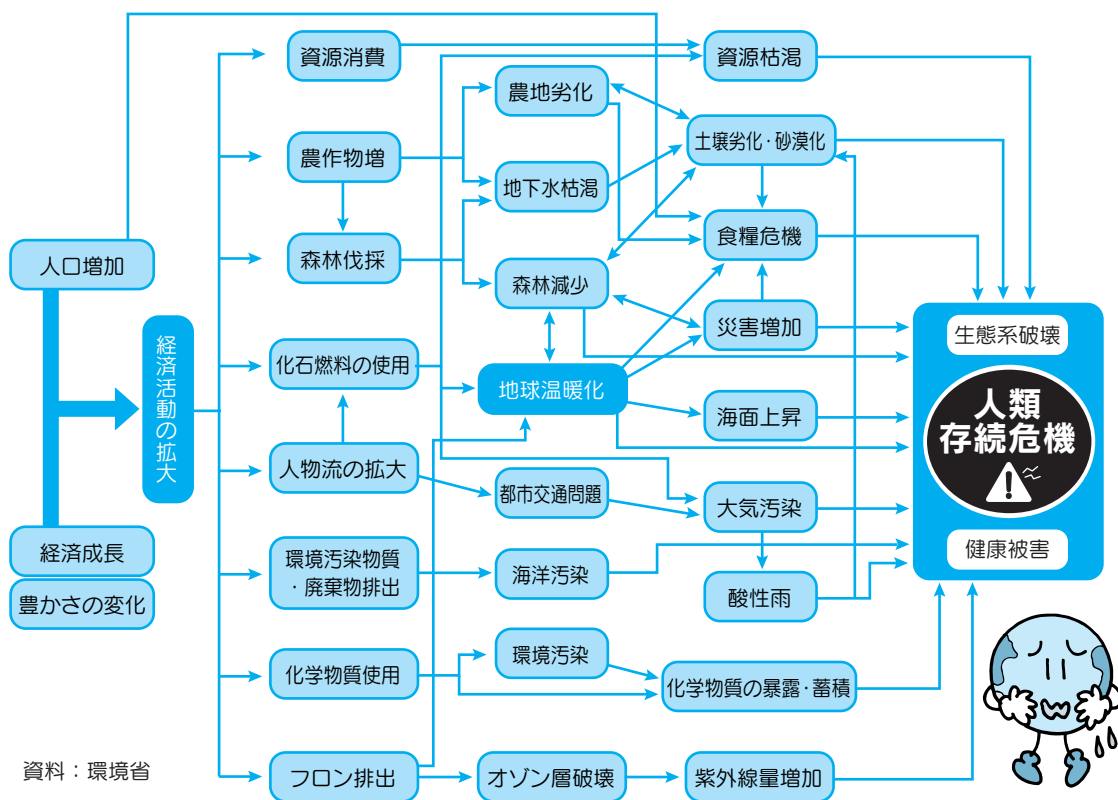 資源消費
資源枯渇
農地劣化
土壌劣化・砂漠化
農作物増
地下水枯渇
食糧危機
人口増加
森林伐採
森林減少
災害増加
生態系破壊
経済活動の拡大
化石燃料の使用
地球温暖化
海面上昇
人類
存続危機
人物流の拡大
都市交通問題
大気汚染
経済成長
豊かさの変化
環境汚染物質
・廃棄物排出
海洋汚染
酸性雨
健康被害
化学物質使用
環境汚染
化学物質の暴露・蓄積
資料：環境省
フロン排出
オゾン層破壊
紫外線量増加